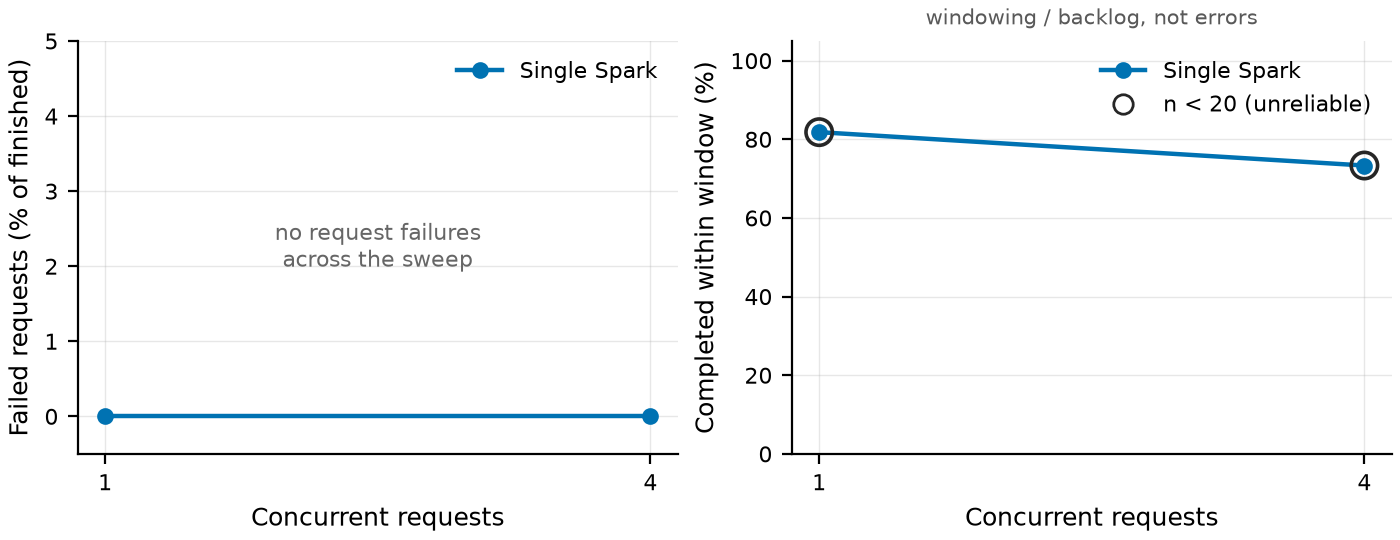 Failed requests (% of finished)
5
4
3
2
1
0
Single Spark
no request failures
across the sweep
1
4
Concurrent requests
windowing / backlog, not errors
Completed within window (%)
100
80
60
40
20
0
Single Spark
n < 20 (unreliable)
1
4
Concurrent requests